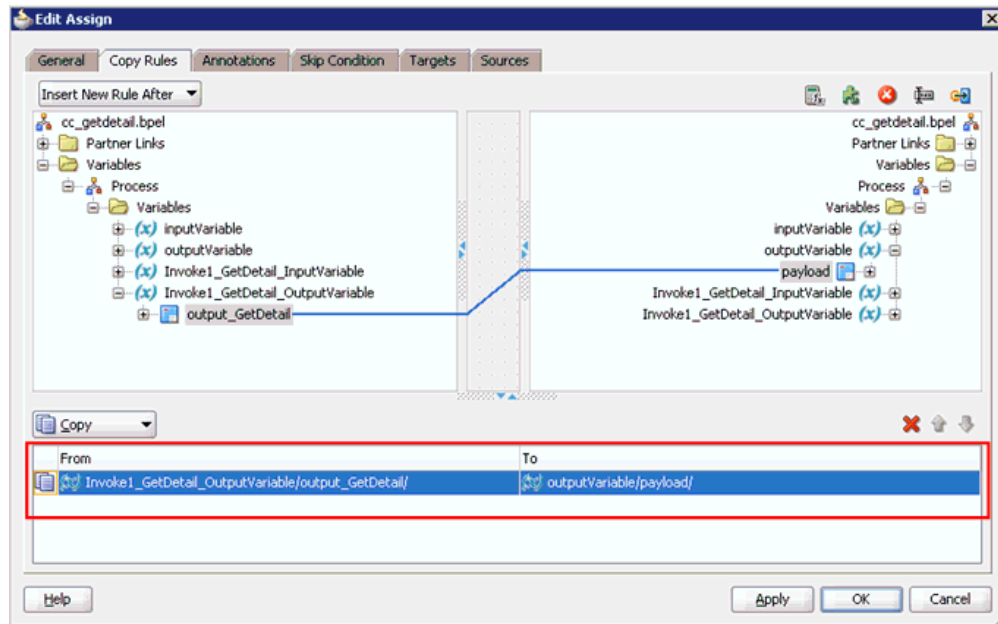 Edit Assign
General Copy Rules Annotations Skip Condition Targets Sources
Insert New Rule After
cc_getdetail.bpel
Partner Links
Variables
Process
Variables
(x) inputVariable
(x) outputVariable
(x) Invoke1_GetDetail_InputVariable
(x) Invoke1_GetDetail_OutputVariable
output_GetDetail
cc_getdetail.bpel
Partner Links
Variables
Process
Variables
inputVariable (x)
outputVariable (x)
payload
Invoke1_GetDetail_InputVariable (x)
Invoke1_GetDetail_OutputVariable (x)
Copy
From To
Invoke1_GetDetail_OutputVariable/output_GetDetail/ outputVariable/payload/
Help Apply OK Cancel